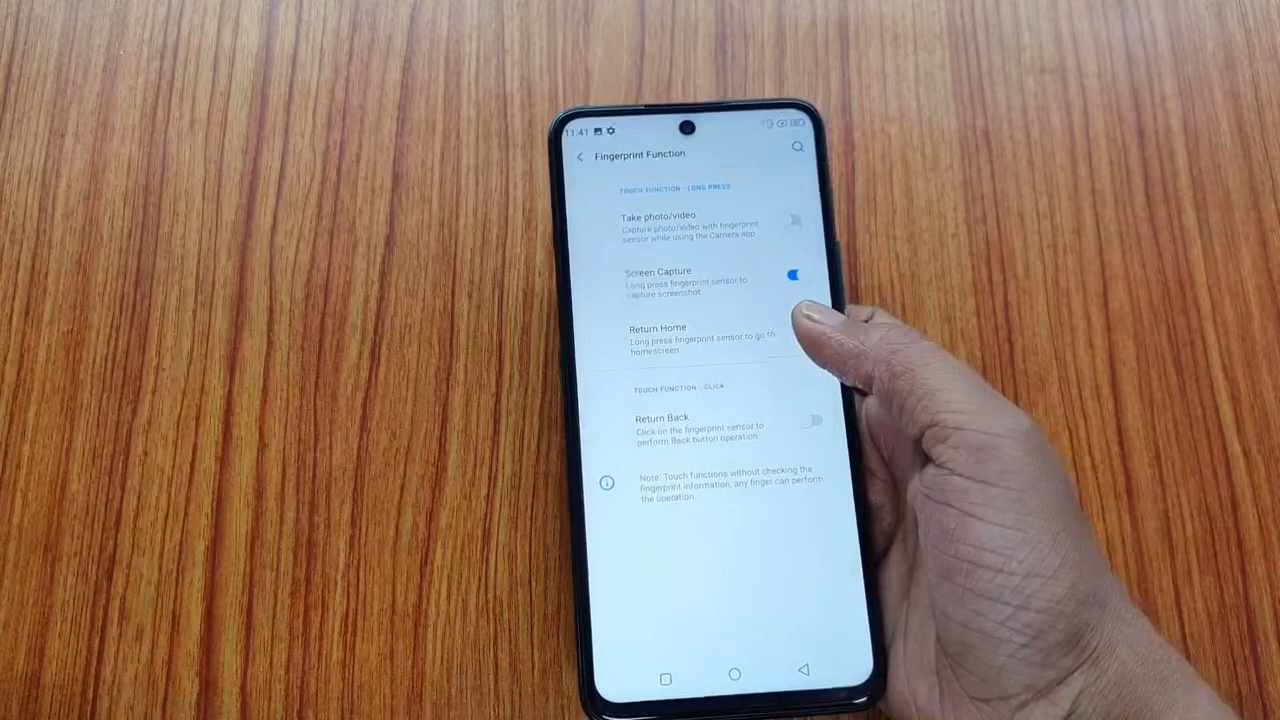 11:41
Fingerprint Function
TOUCH FUNCTION - LONG PRESS
Take photo/video
Capture photo/video with fingerprint
sensor while using the Camera app
Screen Capture
Long press fingerprint sensor to
capture screenshot
Return Home
Long press fingerprint sensor to go to
homescreen
TOUCH FUNCTION - CLICK
Return Back
Click on the fingerprint sensor to
perform Back button operation
Note: Touch functions without checking the
fingerprint information, any finger can perform
the operation.